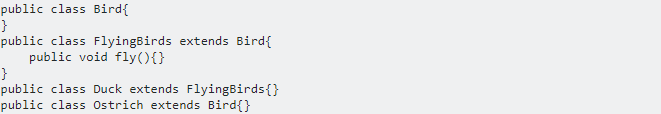 public class Bird{
}
public class FlyingBirds extends Bird{
    public void fly(){}
}
public class Duck extends FlyingBirds{}
public class Ostrich extends Bird{}